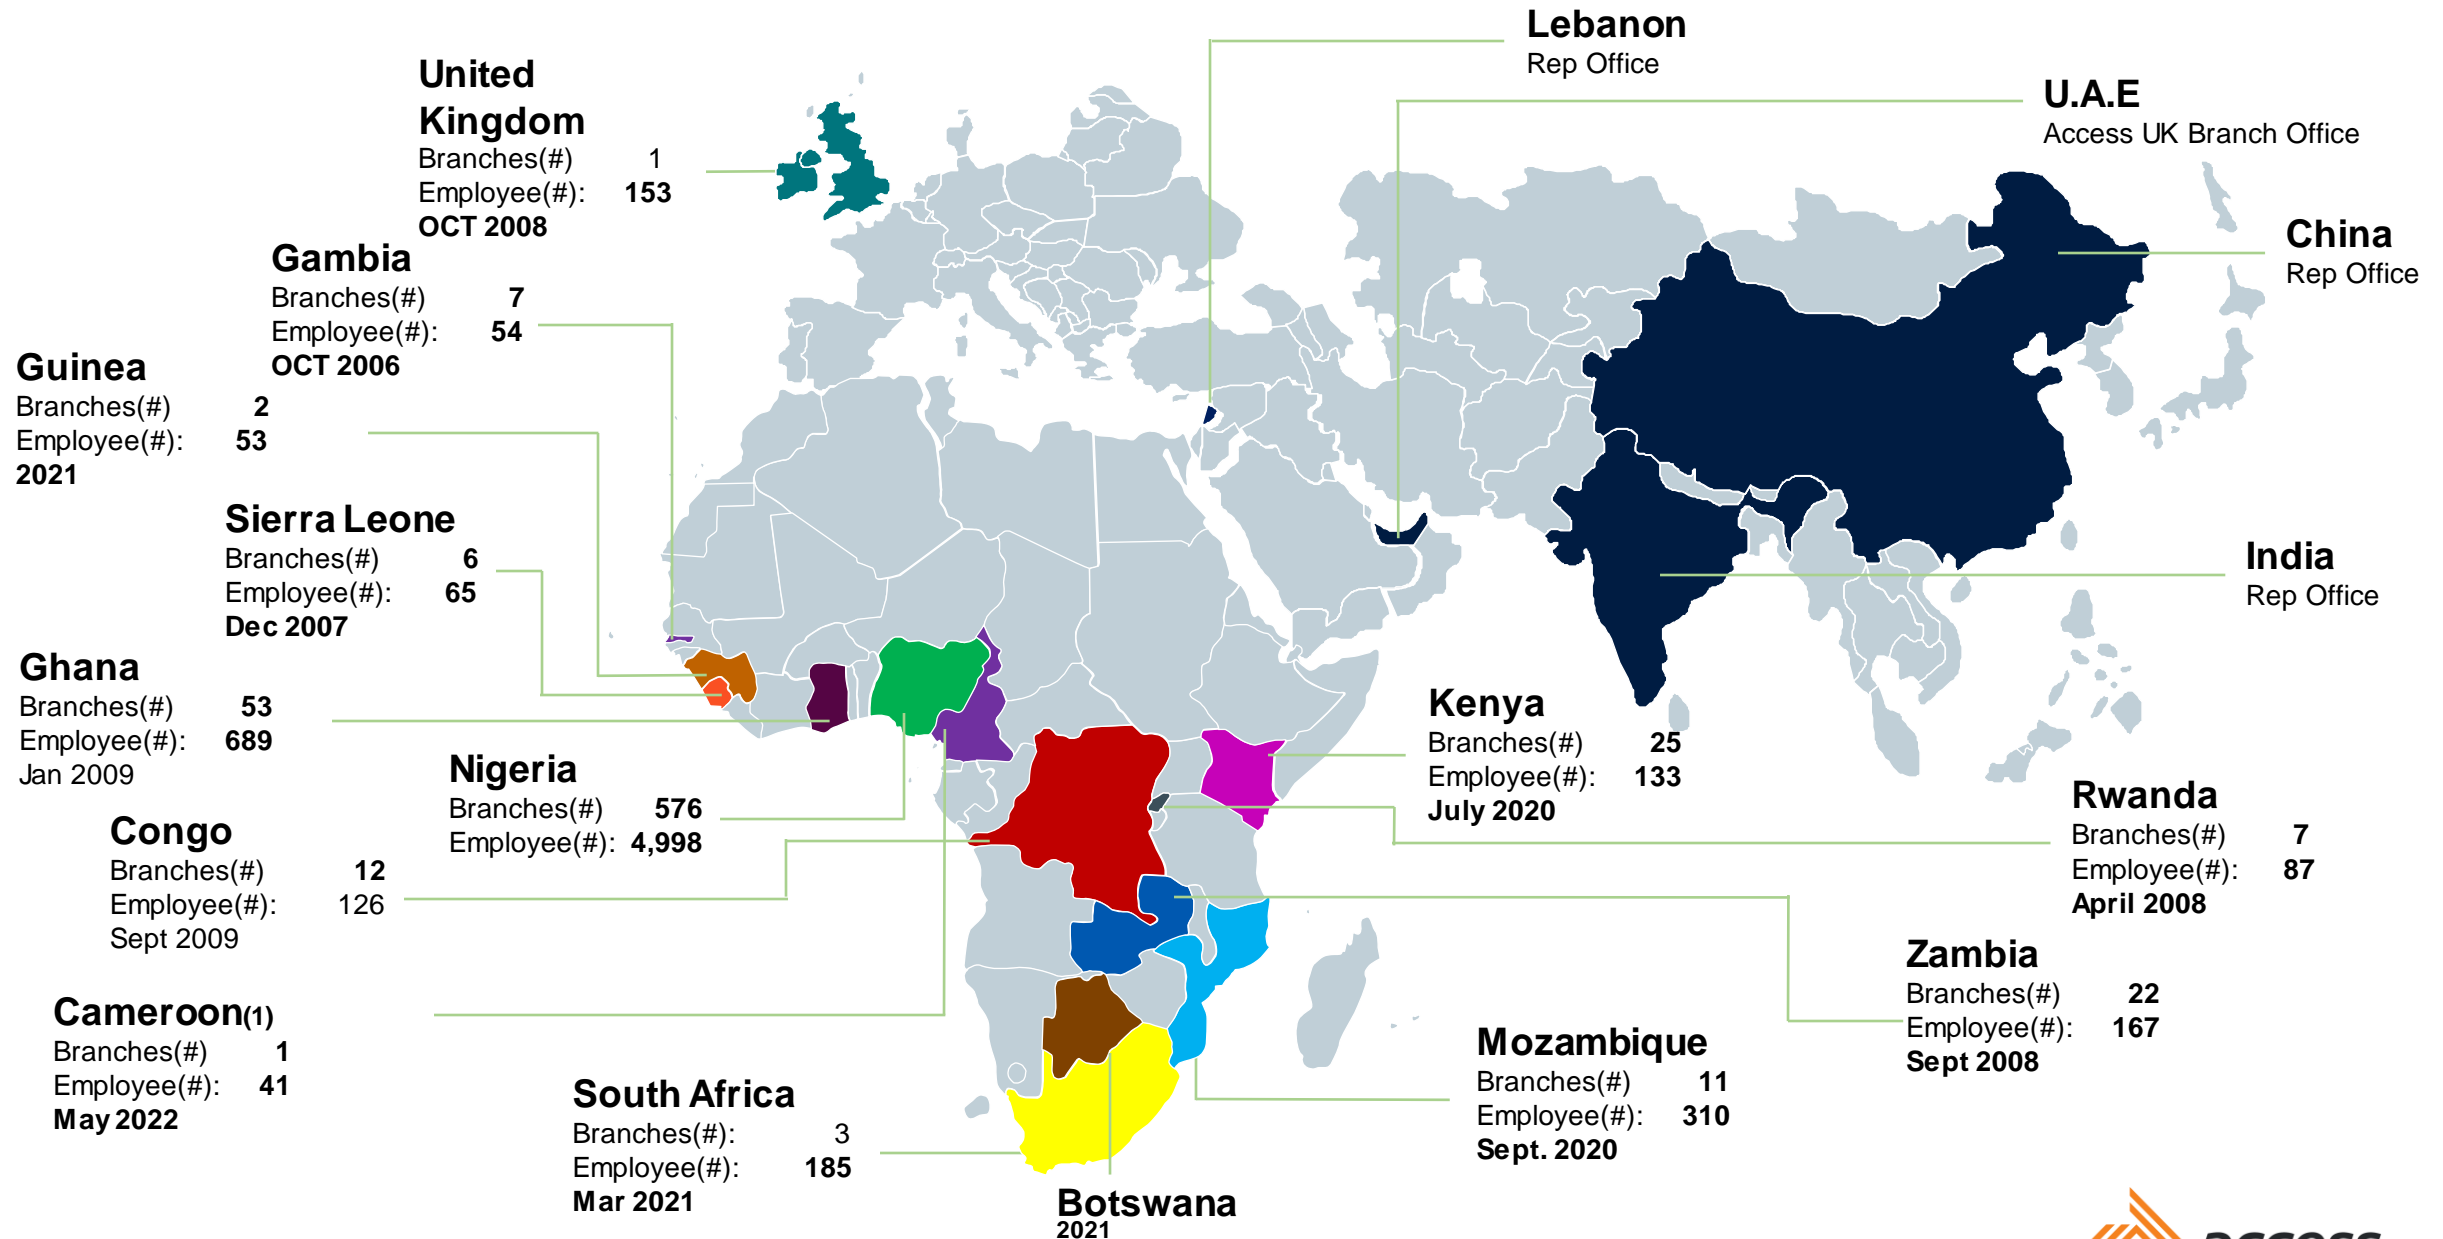 Lebanon
Rep Office
United
Kingdom
Branches(#) 1
Employee(#): 153
OCT 2008
U.A.E
Access UK Branch Office
China
Rep Office
Gambia
Branches(#) 7
Employee(#): 54
OCT 2006
Guinea
Branches(#) 2
Employee(#): 53
2021
Sierra Leone
Branches(#) 6
Employee(#): 65
Dec 2007
India
Rep Office
Ghana
Branches(#) 53
Employee(#): 689
Jan 2009
Nigeria
Branches(#) 576
Employee(#): 4,998
Kenya
Branches(#) 25
Employee(#): 133
July 2020
Rwanda
Branches(#) 7
Employee(#): 87
April 2008
Congo
Branches(#) 12
Employee(#): 126
Sept 2009
Zambia
Branches(#) 22
Employee(#): 167
Sept 2008
Cameroon(1)
Branches(#) 1
Employee(#): 41
May 2022
Mozambique
Branches(#) 11
Employee(#): 310
Sept. 2020
South Africa
Branches(#): 3
Employee(#): 185
Mar 2021
Botswana
2021
access